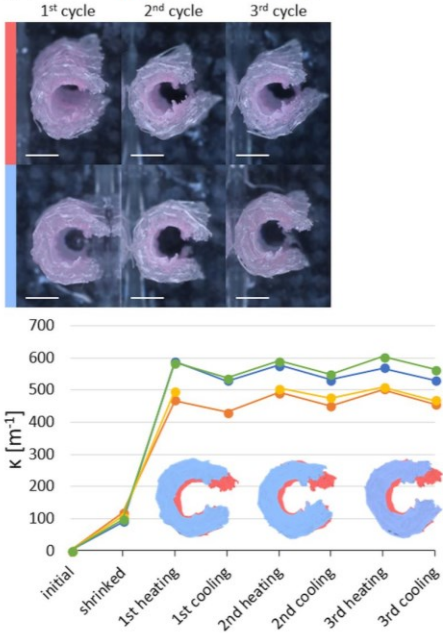 1st cycle 2nd cycle 3rd cycle
700
600
500
400
300
200
100
0
κ [m-1]
initial
shrinked
1st heating
1st cooling
2nd heating
2nd cooling
3rd heating
3rd cooling